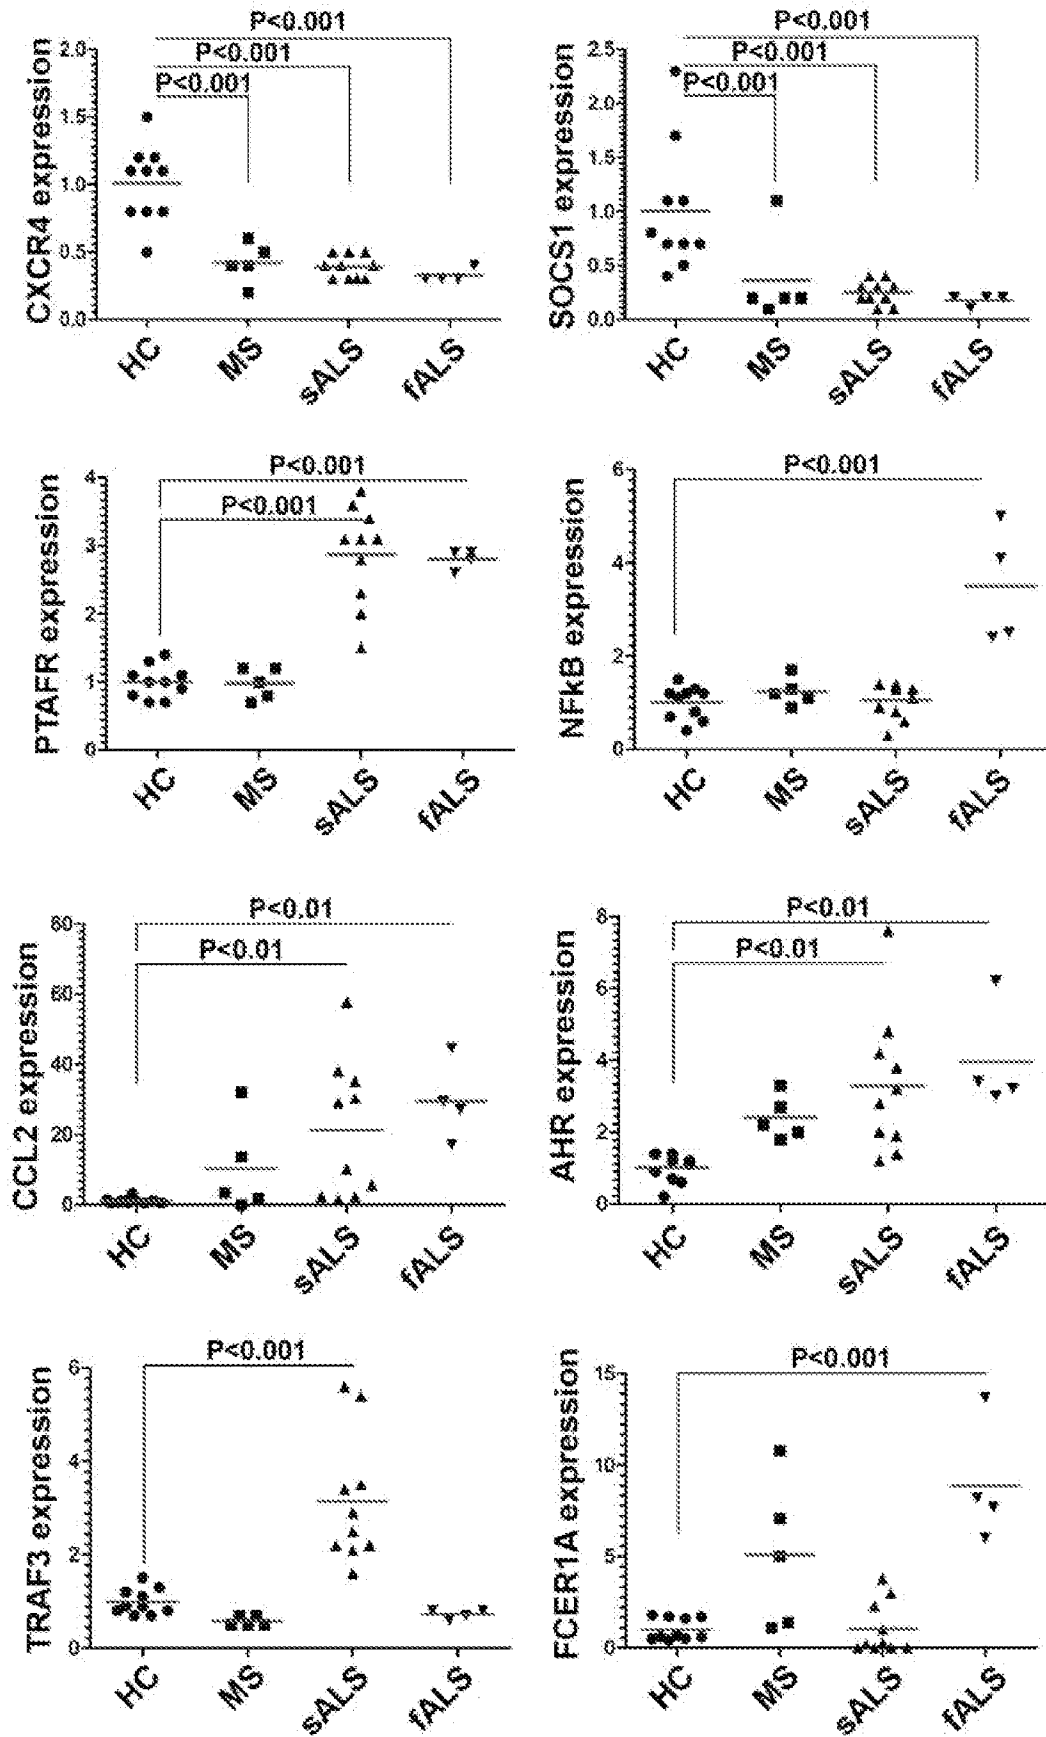 P<0.001
P<0.001
P<0.001
CXCR4 expression
2.0
1.5
1.0
0.5
0.0
HC
MS
sALS
fALS
P<0.001
P<0.001
P<0.001
SOCS1 expression
2.5
2.0
1.5
1.0
0.5
0.0
HC
MS
sALS
fALS
P<0.001
P<0.001
PTAFR expression
4
3
2
1
0
HC
MS
sALS
fALS
P<0.001
NFkB expression
6
4
2
0
HC
MS
sALS
fALS
P<0.01
P<0.01
CCL2 expression
80
60
40
20
0
HC
MS
sALS
fALS
P<0.01
P<0.01
AHR expression
8
6
4
2
0
HC
MS
sALS
fALS
P<0.001
TRAF3 expression
6
4
2
0
HC
MS
sALS
fALS
P<0.001
FCER1A expression
15
10
5
0
HC
MS
sALS
fALS